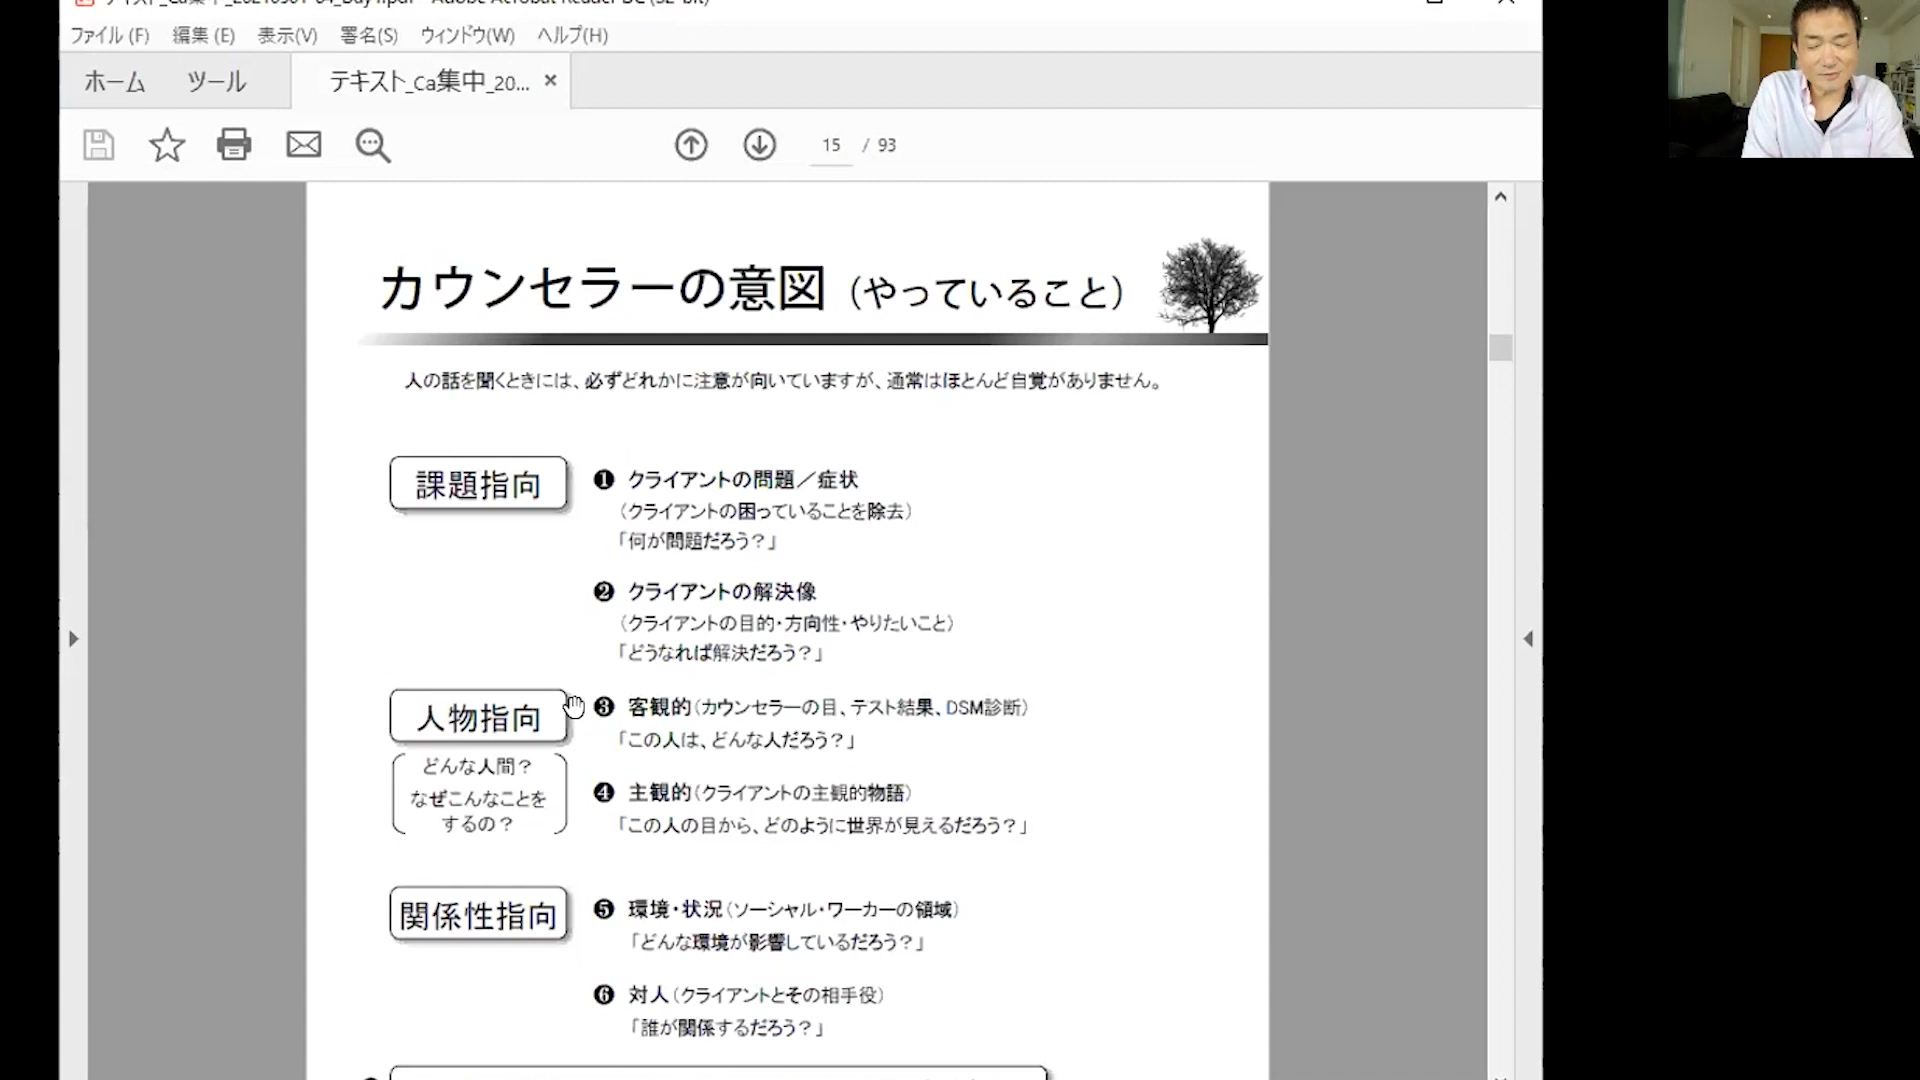 ファイル(F) 編集(E) 表示(V) 署名(S) ウィンドウ(W) ヘルプ(H)
ホーム ツール テキスト_Ca集中_20... ×
15 / 93
カウンセラーの意図（やっていること）
人の話を聞くときには、必ずどれかに注意が向いていますが、通常はほとんど自覚がありません。
課題指向
❶ クライアントの問題／症状
（クライアントの困っていることを除去）
「何が問題だろう？」
❷ クライアントの解決像
（クライアントの目的・方向性・やりたいこと）
「どうなれば解決だろう？」
人物指向
どんな人間？
なぜこんなことを
するの？
❸ 客観的（カウンセラーの目、テスト結果、DSM診断）
「この人は、どんな人だろう？」
❹ 主観的（クライアントの主観的物語）
「この人の目から、どのように世界が見えるだろう？」
関係性指向
❺ 環境・状況（ソーシャル・ワーカーの領域）
「どんな環境が影響しているだろう？」
❻ 対人（クライアントとその相手役）
「誰が関係するだろう？」